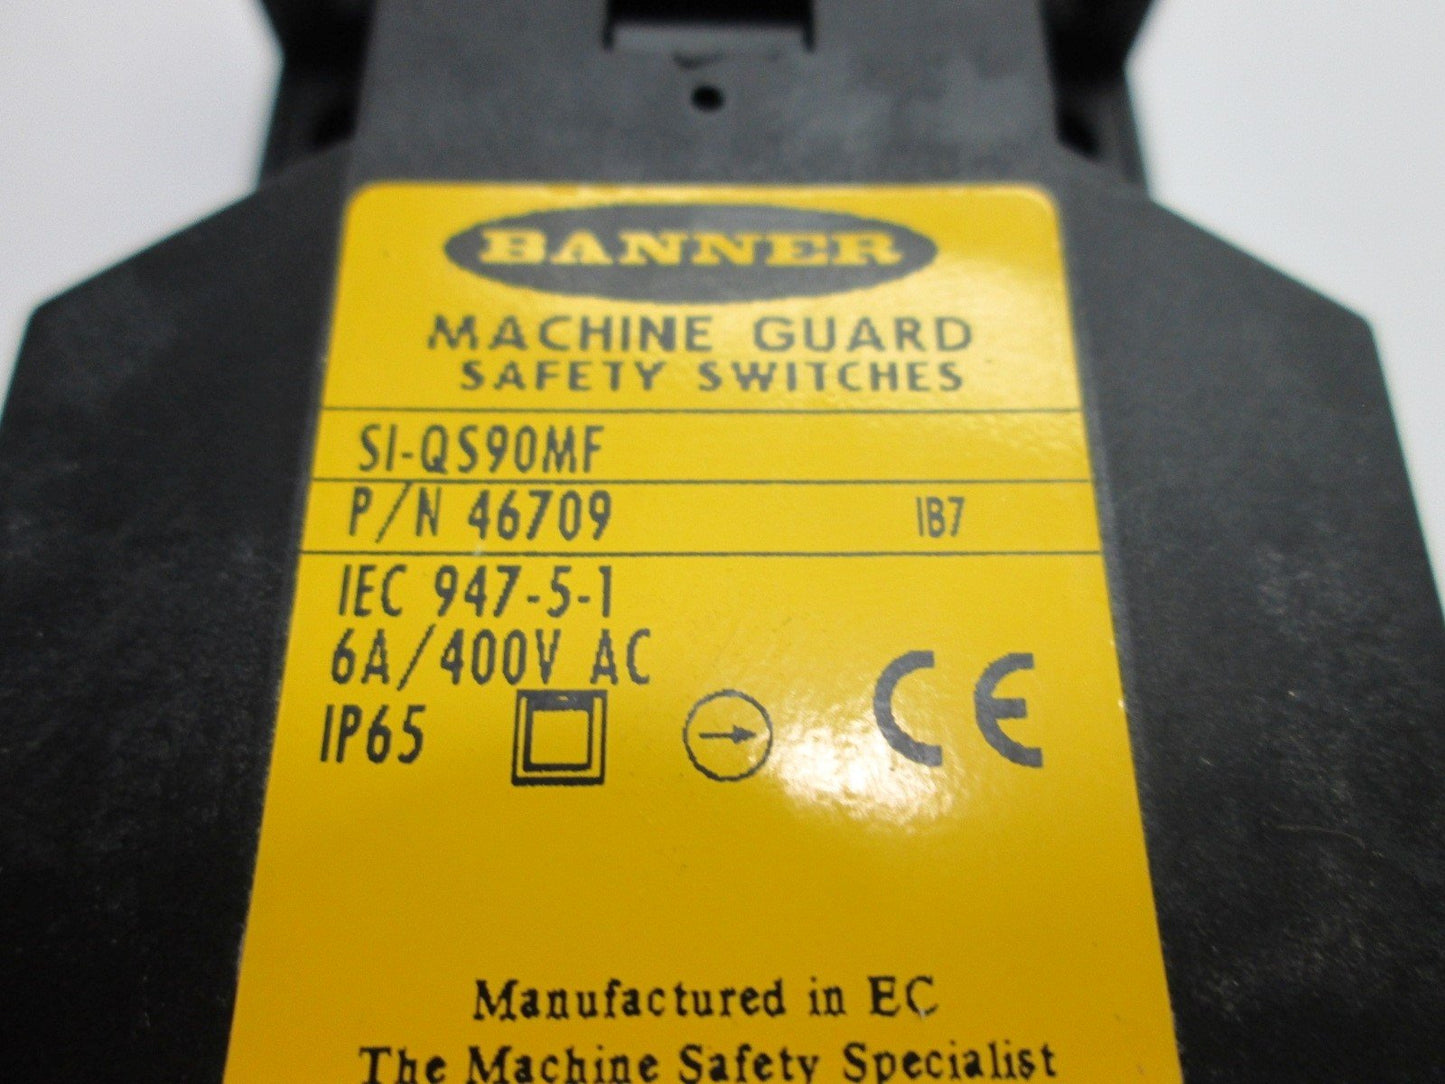 BANNER
MACHINE GUARD
SAFETY SWITCHES
SI-QS90MF
P/N 46709 IB7
IEC 947-5-1
6A/400V AC
IP65 CE
Manufactured in EC
The Machine Safety Specialist